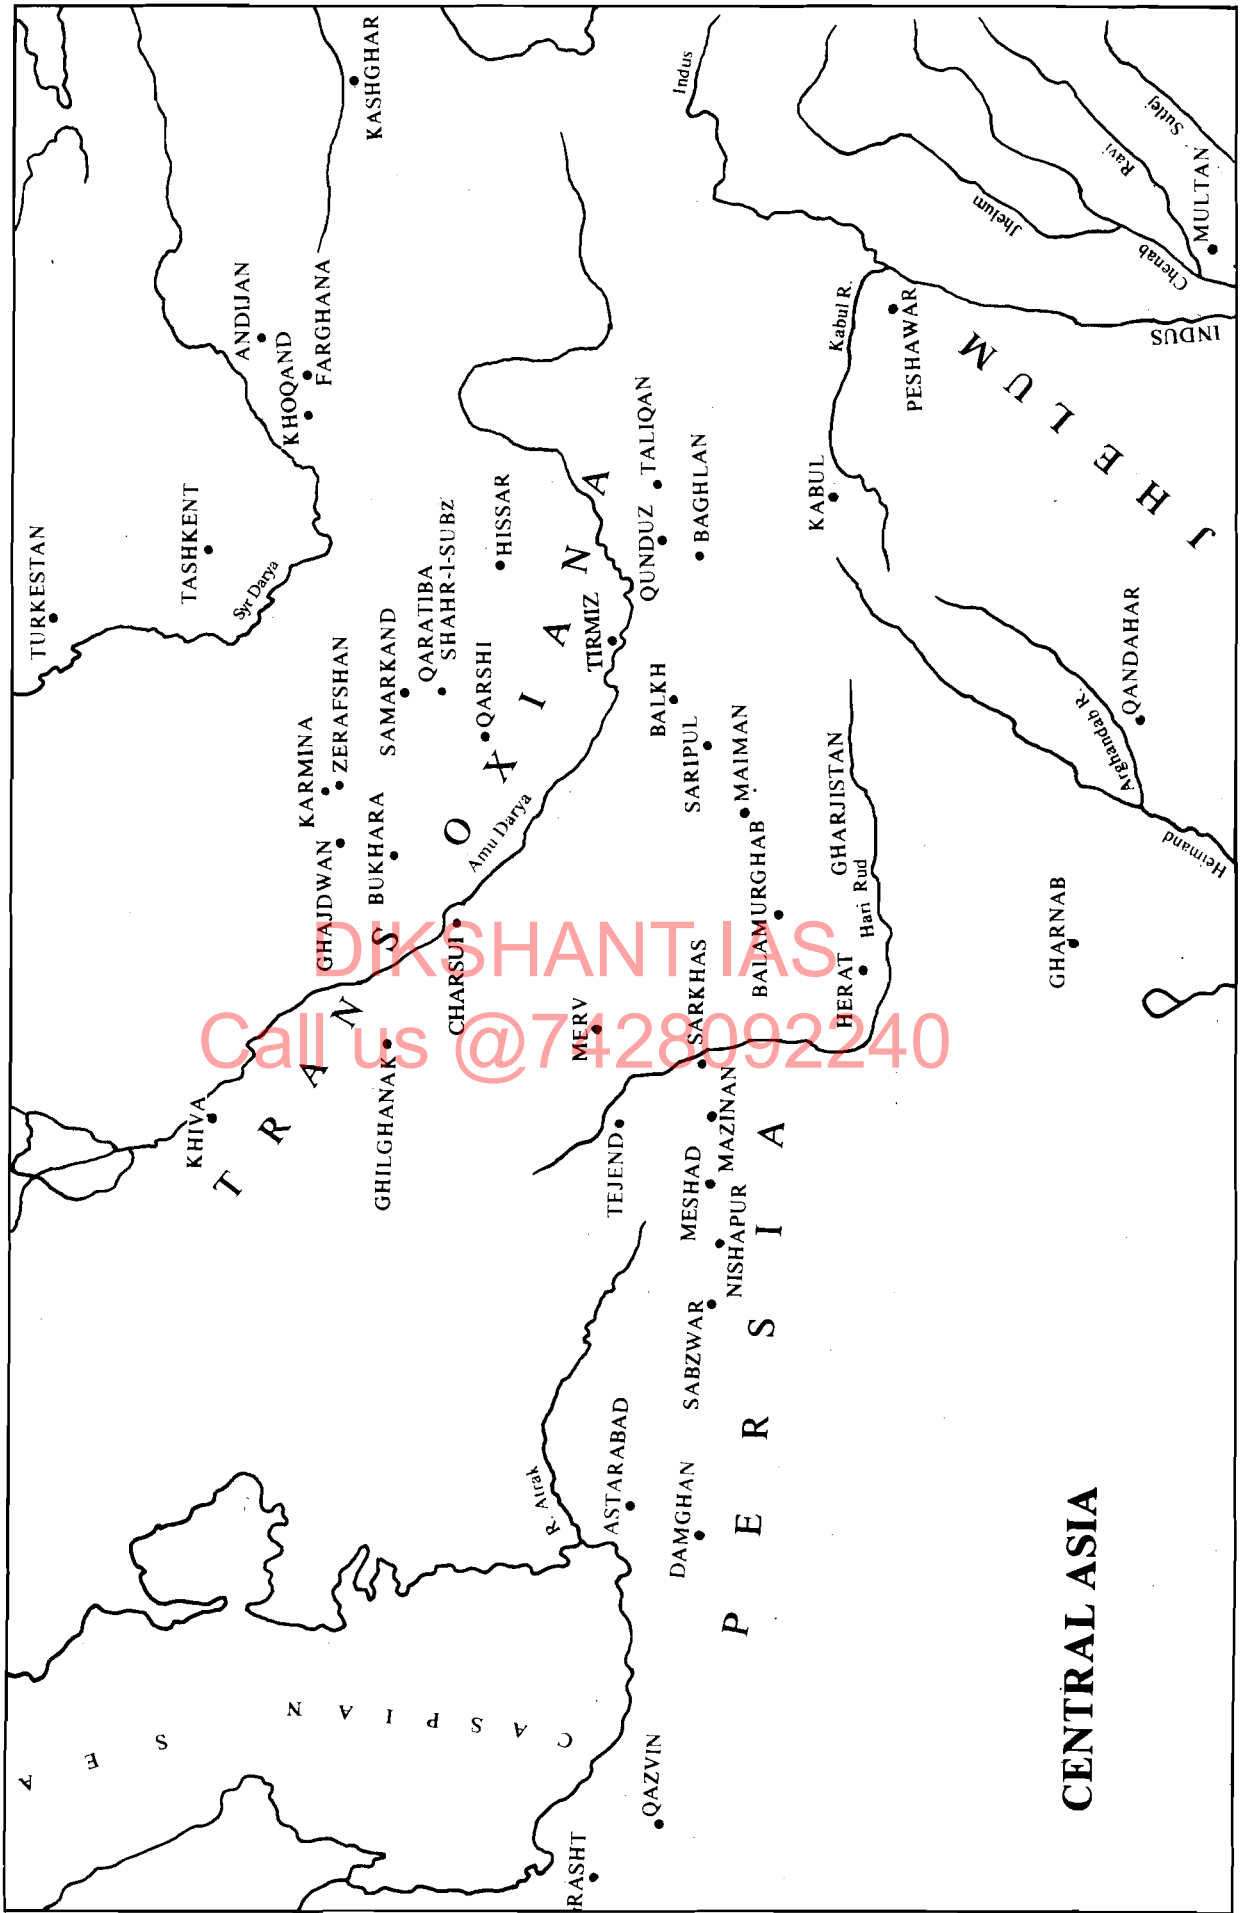 TURKESTAN
TASHKENT
Syr Darya
ANDIJAN
KHOQAND
FARGHANA
KASHGHAR
KARMINA
ZERAFSHAN
GHAJDWAN
BUKHARA
SAMARKAND
QARATIBA
SHAHR-I-SUBZ
QARSHI
HISSAR
KHIVA
GHILGHANAK
CHARSUI
Amu Darya
TRANSOXIANA
TIRMIZ
QUNDUZ
TALIQAN
BAGHLAN
BALKH
SARIPUL
MAIMAN
BALAMURGHAB
GHARJISTAN
Hari Rud
HERAT
MERV
SARKHAS
TEJEND
MAZINAN
MESHAD
NISHAPUR
SABZWAR
PERSIA
R. Atrak
ASTARABAD
DAMGHAN
CASPIAN SEA
QAZVIN
RASHT
Indus
Kabul R.
KABUL
PESHAWAR
JHELUM
Jhelum
Chenab
Ravi
Sutlej
MULTAN
INDUS
QANDAHAR
Arghandab R.
Helmand
GHARNAB
CENTRAL ASIA
DIKSHANT IAS
Call us @7428092240